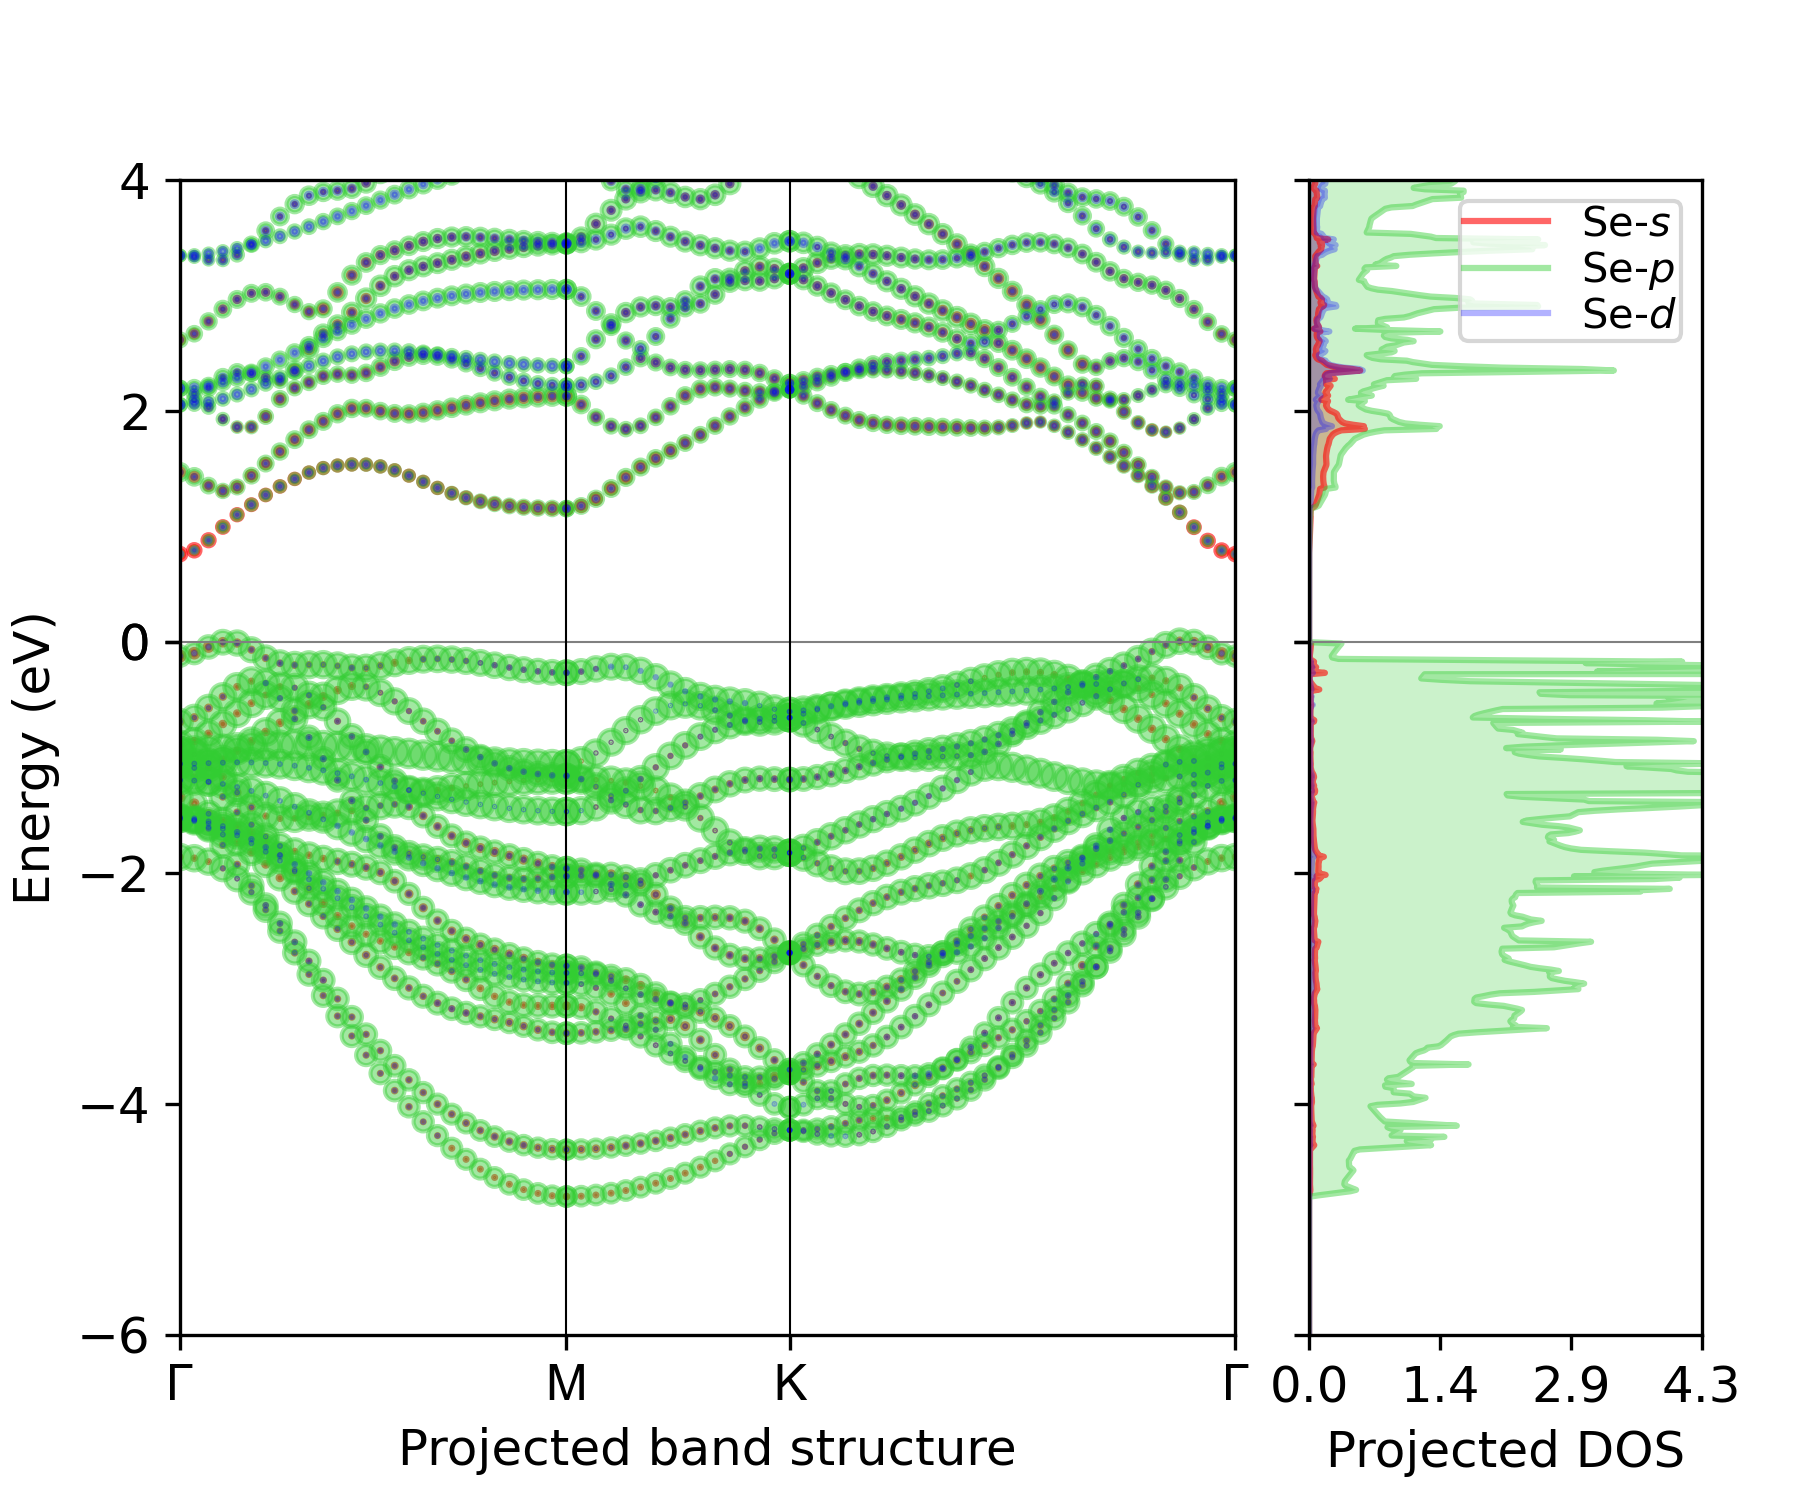 Energy (eV)
4
2
0
−2
−4
−6
Γ
M
K
Γ
Projected band structure
Se-s
Se-p
Se-d
0.0
1.4
2.9
4.3
Projected DOS